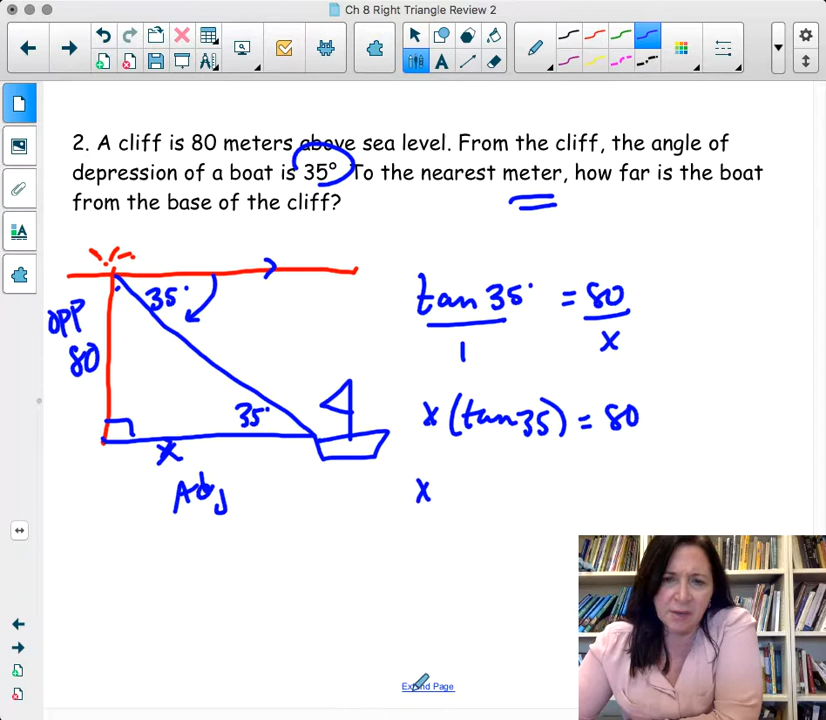 Ch 8 Right Triangle Review 2
2. A cliff is 80 meters above sea level. From the cliff, the angle of
depression of a boat is 35° To the nearest meter, how far is the boat
from the base of the cliff?
35°
opp
80
35°
x
Adj
tan 35° = 80
1 x
x (tan 35) = 80
x
Expand Page